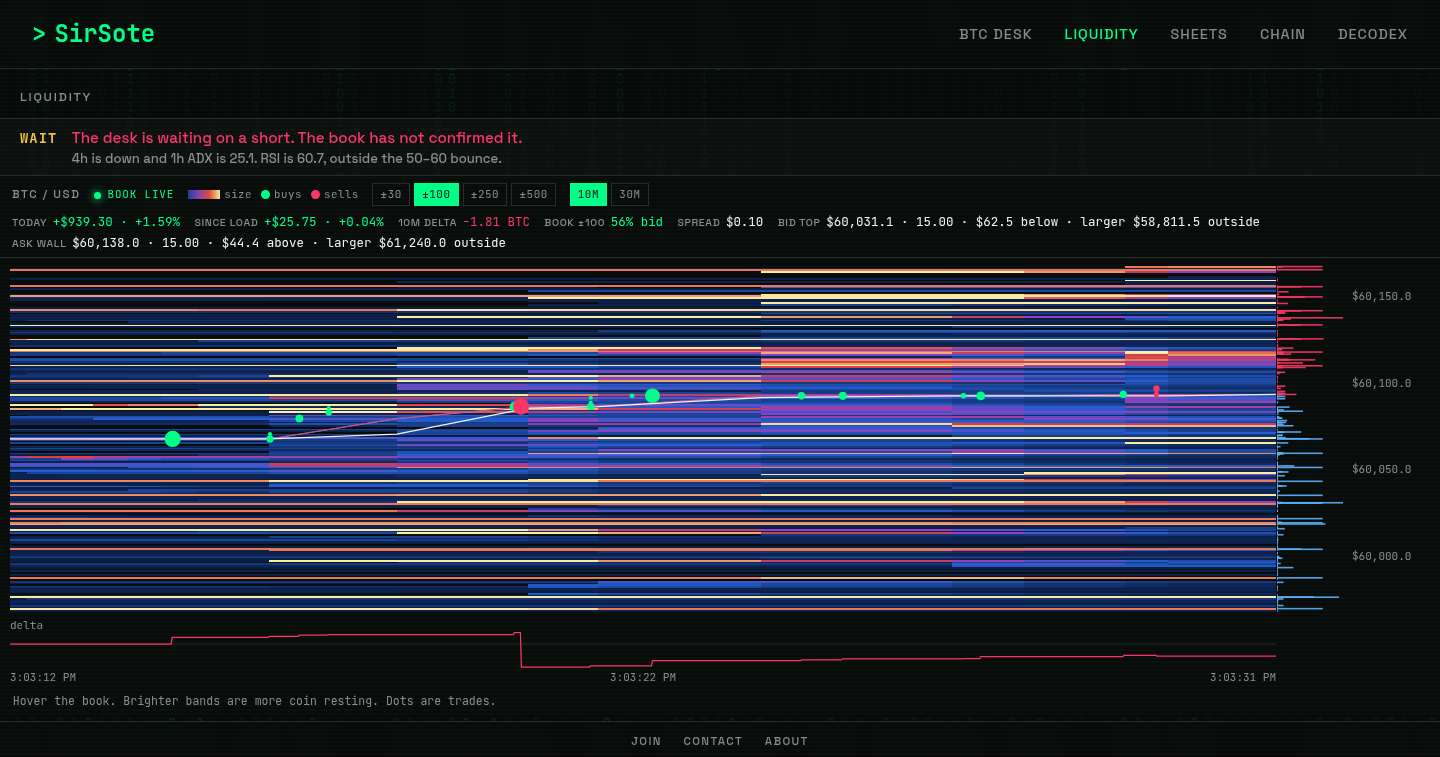 > SirSote
BTC DESK LIQUIDITY SHEETS CHAIN DECODEX
LIQUIDITY
WAIT The desk is waiting on a short. The book has not confirmed it.
4h is down and 1h ADX is 25.1. RSI is 60.7, outside the 50–60 bounce.
BTC / USD BOOK LIVE size buys sells ±30 ±100 ±250 ±500 10M 30M
TODAY +$939.30 · +1.59% SINCE LOAD +$25.75 · +0.04% 10M DELTA -1.81 BTC BOOK ±100 56% bid SPREAD $0.10 BID TOP $60,031.1 · 15.00 · $62.5 below · larger $58,811.5 outside
ASK WALL $60,138.0 · 15.00 · $44.4 above · larger $61,240.0 outside
$60,150.0
$60,100.0
$60,050.0
$60,000.0
delta
3:03:12 PM 3:03:22 PM 3:03:31 PM
Hover the book. Brighter bands are more coin resting. Dots are trades.
JOIN CONTACT ABOUT